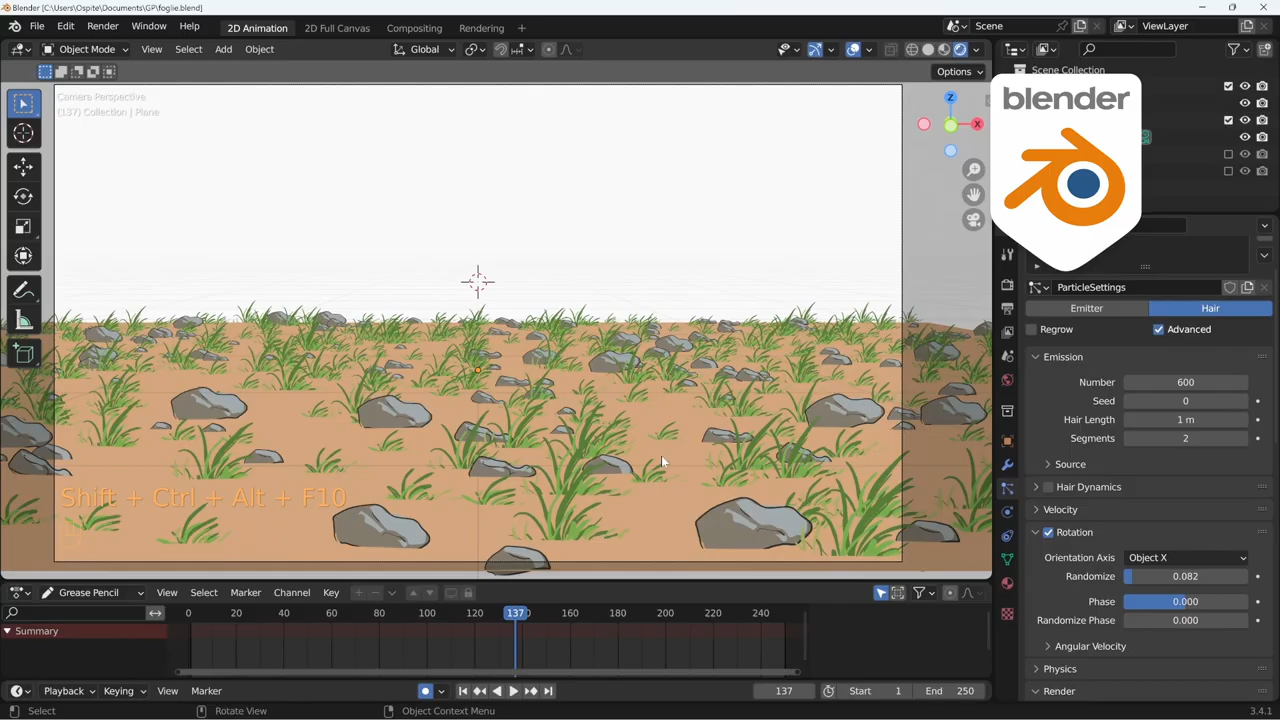 Blender [C:\Users\Ospite\Documents\GP\foglie.blend]
File Edit Render Window Help 2D Animation 2D Full Canvas Compositing Rendering + Scene ViewLayer
Object Mode View Select Add Object Global
Options
Scene Collection
Camera Perspective
(137) Collection | Plane
Z
X
blender
ParticleSettings
Emitter Hair
Regrow Advanced
Emission
Number 600
Seed 0
Hair Length 1 m
Segments 2
Source
Hair Dynamics
Velocity
Rotation
Orientation Axis Object X
Randomize 0.082
Phase 0.000
Randomize Phase 0.000
Angular Velocity
Physics
Render
Shift + Ctrl + Alt + F10
Grease Pencil View Select Marker Channel Key
0 20 40 60 80 100 120 137 160 180 200 220 240
Summary
Playback Keying View Marker 137 Start 1 End 250
Select Rotate View Object Context Menu 3.4.1